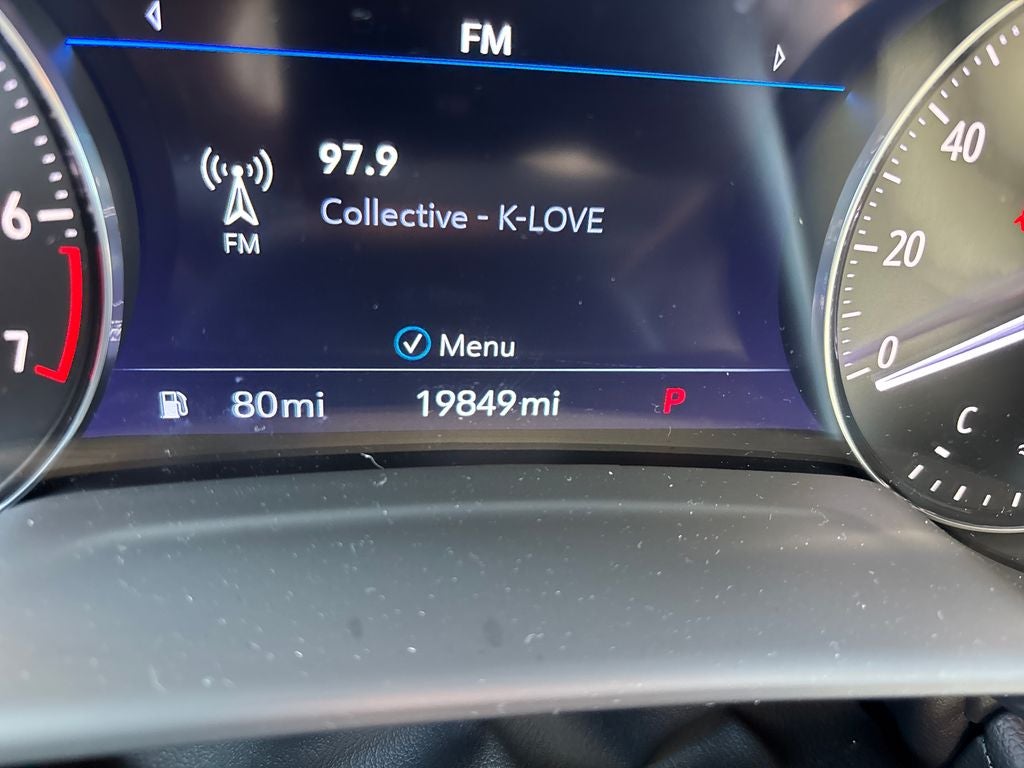 FM
97.9
Collective - K-LOVE
FM
Menu
80mi 19849mi P
6
7
40
20
0
C